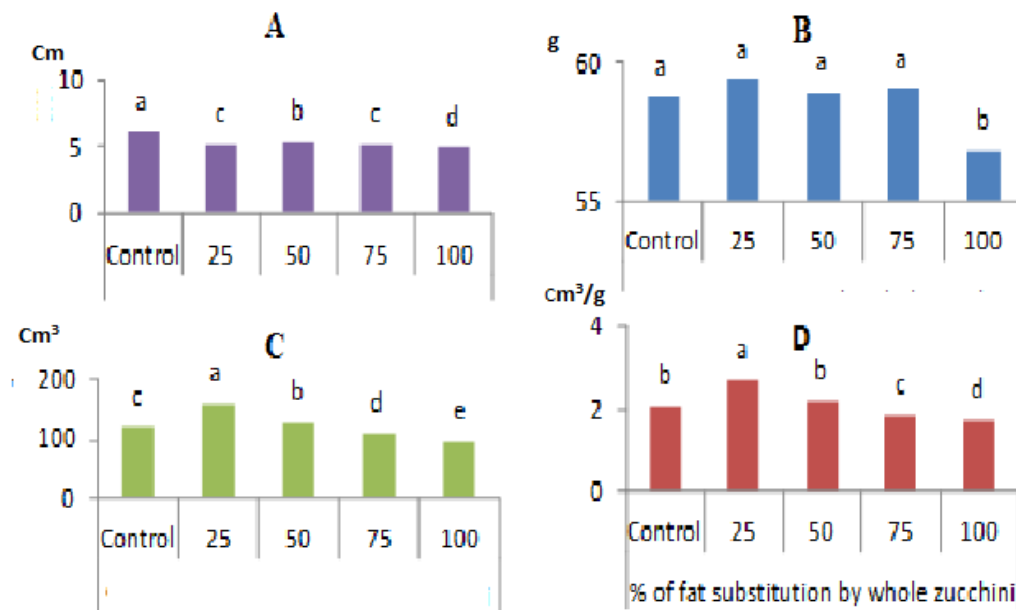 A
Cm
10
5
0
a
c
b
c
d
Control 25 50 75 100
B
g
60
55
a
a
a
a
b
Control 25 50 75 100
C
Cm³
200
100
0
c
a
b
d
e
Control 25 50 75 100
D
Cm³/g
4
2
0
b
a
b
c
d
Control 25 50 75 100
% of fat substitution by whole zucchini